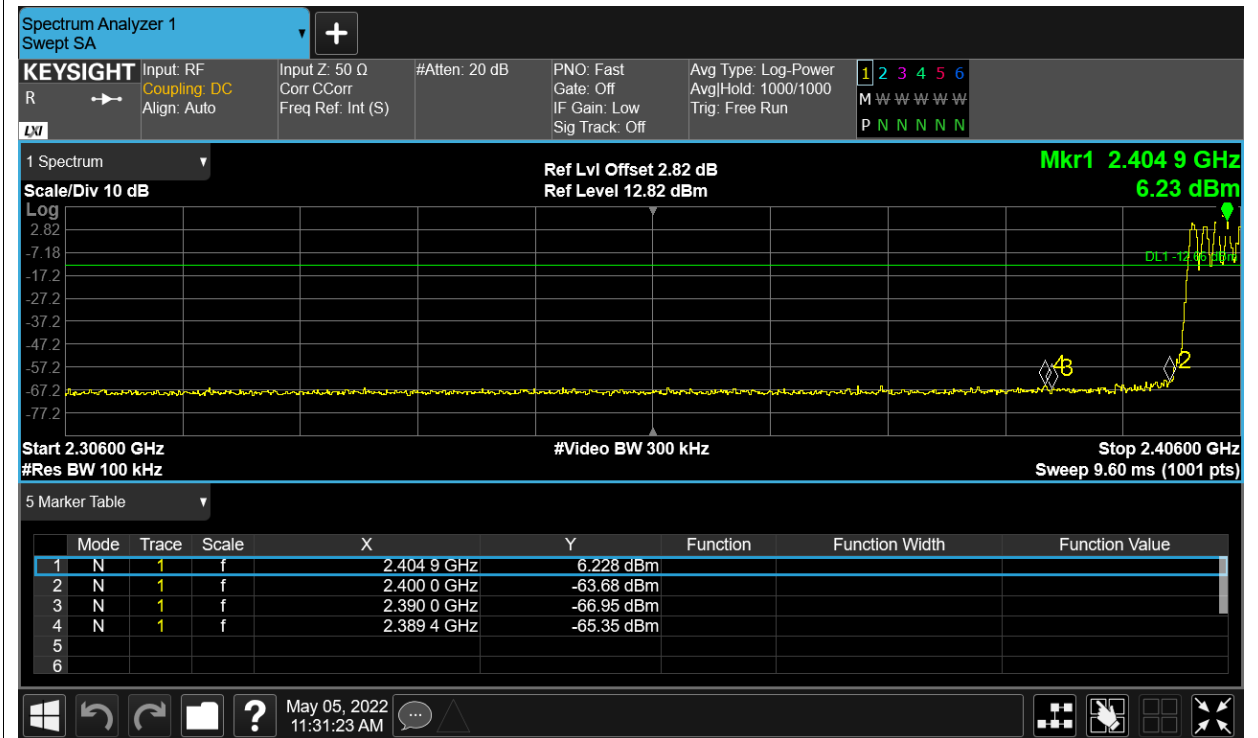 Spectrum Analyzer 1
Swept SA
+
KEYSIGHT Input: RF Input Z: 50 Ω #Atten: 20 dB PNO: Fast Avg Type: Log-Power 1 2 3 4 5 6
R Coupling: DC Corr CCorr Gate: Off Avg|Hold: 1000/1000 M W W W W W
Align: Auto Freq Ref: Int (S) IF Gain: Low Trig: Free Run
LXI Sig Track: Off P N N N N N N
1 Spectrum Ref Lvl Offset 2.82 dB Mkr1 2.404 9 GHz
Scale/Div 10 dB Ref Level 12.82 dBm 6.23 dBm
Log
2.82
-7.18
DL1 -12.66 dBm
-17.2
-27.2
-37.2
-47.2
-57.2
4 3 2
-67.2
-77.2
Start 2.30600 GHz #Video BW 300 kHz Stop 2.40600 GHz
#Res BW 100 kHz Sweep 9.60 ms (1001 pts)
5 Marker Table
Mode Trace Scale X Y Function Function Width Function Value
1 N 1 f 2.404 9 GHz 6.228 dBm
2 N 1 f 2.400 0 GHz -63.68 dBm
3 N 1 f 2.390 0 GHz -66.95 dBm
4 N 1 f 2.389 4 GHz -65.35 dBm
5
6
? May 05, 2022
11:31:23 AM